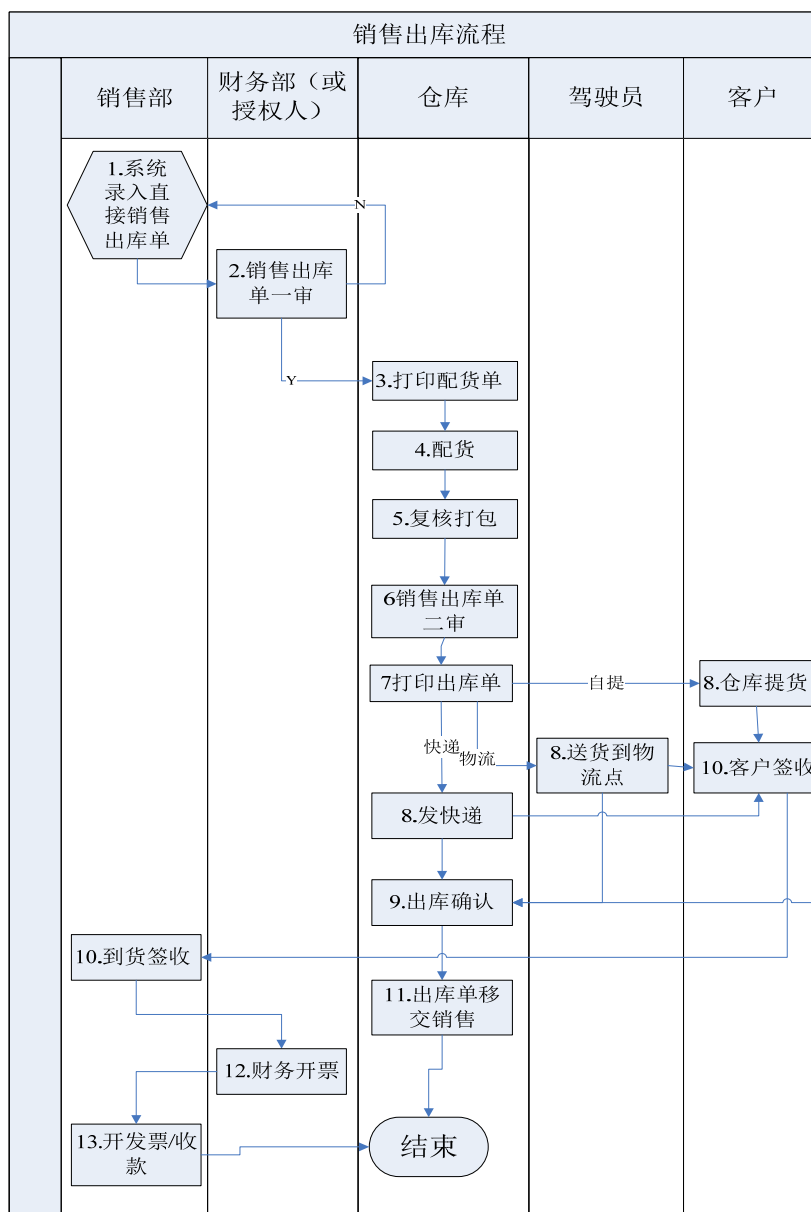 销售出库流程
销售部
财务部（或
授权人）
仓库
驾驶员
客户
1.系统
录入直
接销售
出库单
N
2.销售出库
单一审
Y
3.打印配货单
4.配货
5.复核打包
6销售出库单
二审
7打印出库单
自提
8.仓库提货
快递
物流
8.送货到物
流点
10.客户签收
8.发快递
9.出库确认
10.到货签收
11.出库单移
交销售
12.财务开票
13.开发票/收
款
结束